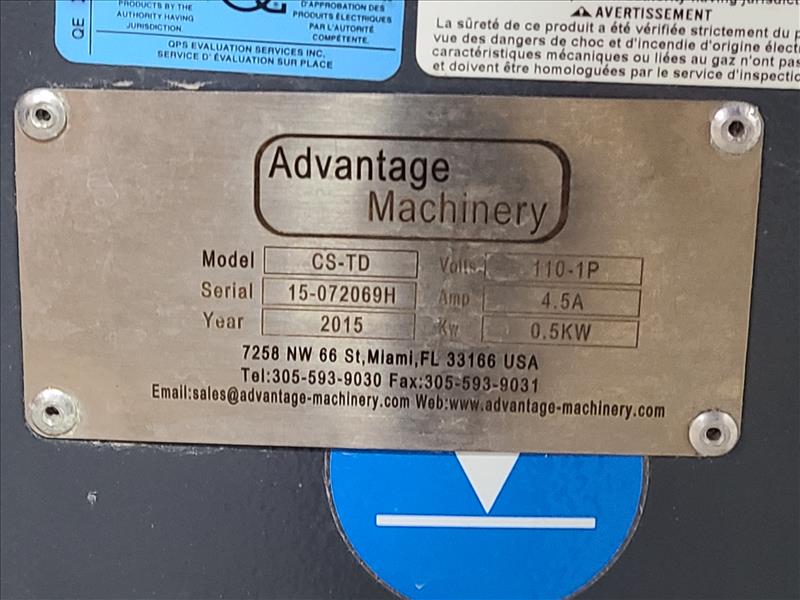 PRODUCTS BY THE
AUTHORITY HAVING
JURISDICTION.
D'APPROBATION DES
PRODUITS ÉLECTRIQUES
PAR L'AUTORITÉ
COMPÉTENTE.
QE
QPS EVALUATION SERVICES INC.
SERVICE D'ÉVALUATION SUR PLACE
AVERTISSEMENT
La sûreté de ce produit a été vérifiée strictement du
vue des dangers de choc et d'incendie d'origine
caractéristiques mécaniques ou liées au gaz n'ont pas
et doivent être homologuées par le service
Advantage
Machinery
Model CS-TD Volts 110-1P
Serial 15-072069H Amp 4.5A
Year 2015 Kw 0.5KW
7258 NW 66 St,Miami,FL 33166 USA
Tel:305-593-9030 Fax:305-593-9031
Email:sales@advantage-machinery.com Web:www.advantage-machinery.com